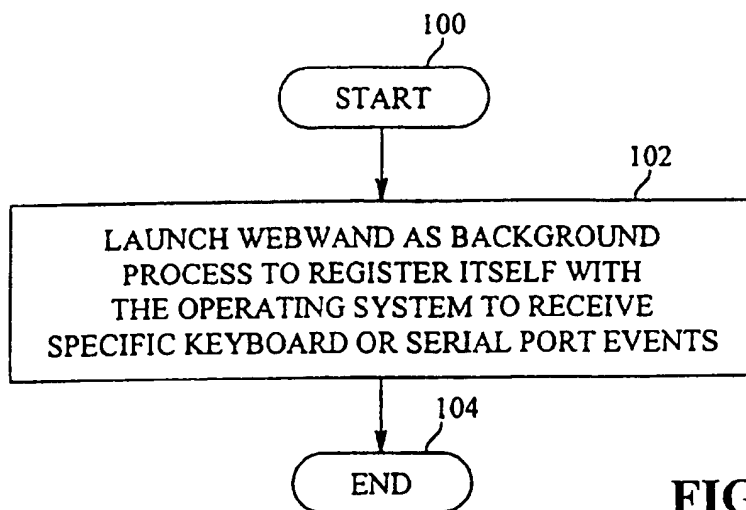 100
START
102
LAUNCH WEBWAND AS BACKGROUND
PROCESS TO REGISTER ITSELF WITH
THE OPERATING SYSTEM TO RECEIVE
SPECIFIC KEYBOARD OR SERIAL PORT EVENTS
104
END
FIG